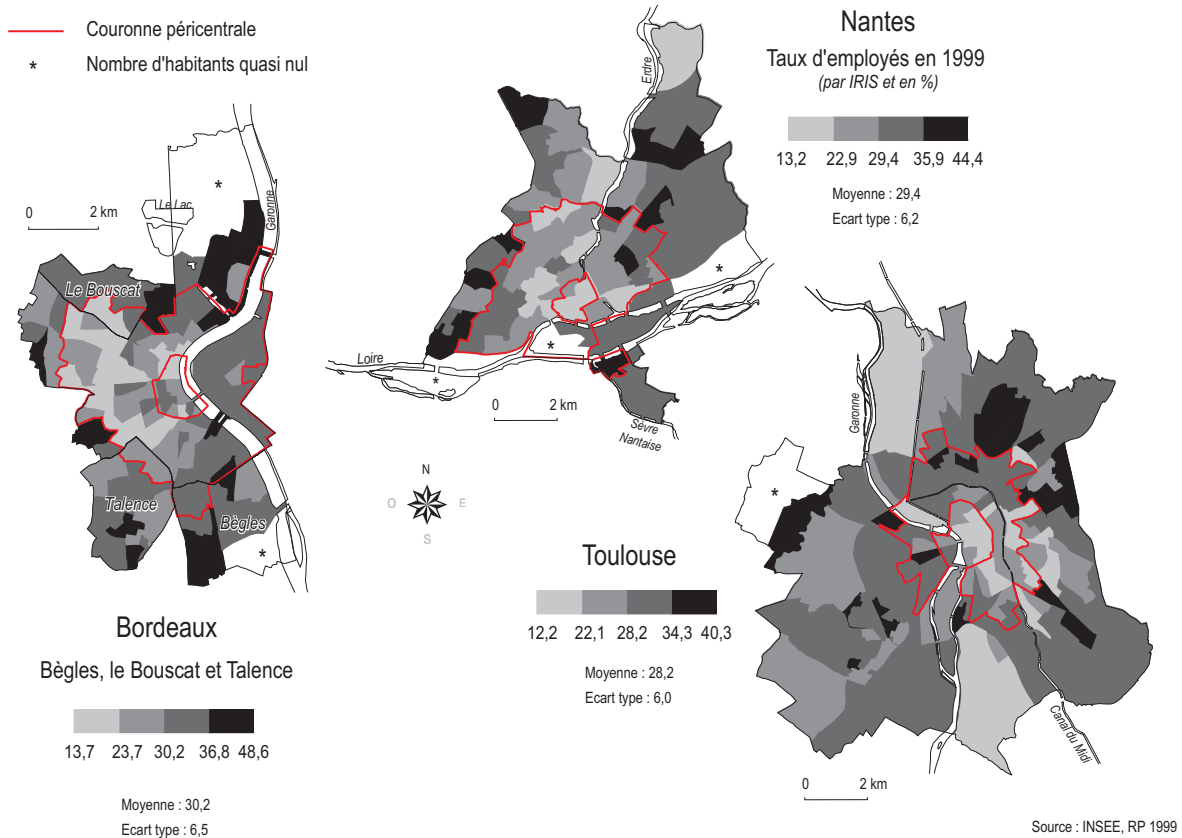 Couronne péricentrale
* Nombre d'habitants quasi nul
Nantes
Taux d'employés en 1999
(par IRIS et en %)
13,2 22,9 29,4 35,9 44,4
Moyenne : 29,4
Ecart type : 6,2
Erdre
*
*
*
Loire
Sèvre
Nantaise
0 2 km
*
Le Lac
Garonne
0 2 km
Le Bouscat
Talence
Bègles
*
N
O E
S
Bordeaux
Bègles, le Bouscat et Talence
13,7 23,7 30,2 36,8 48,6
Moyenne : 30,2
Ecart type : 6,5
Toulouse
12,2 22,1 28,2 34,3 40,3
Moyenne : 28,2
Ecart type : 6,0
Garonne
*
Canal du Midi
0 2 km
Source : INSEE, RP 1999